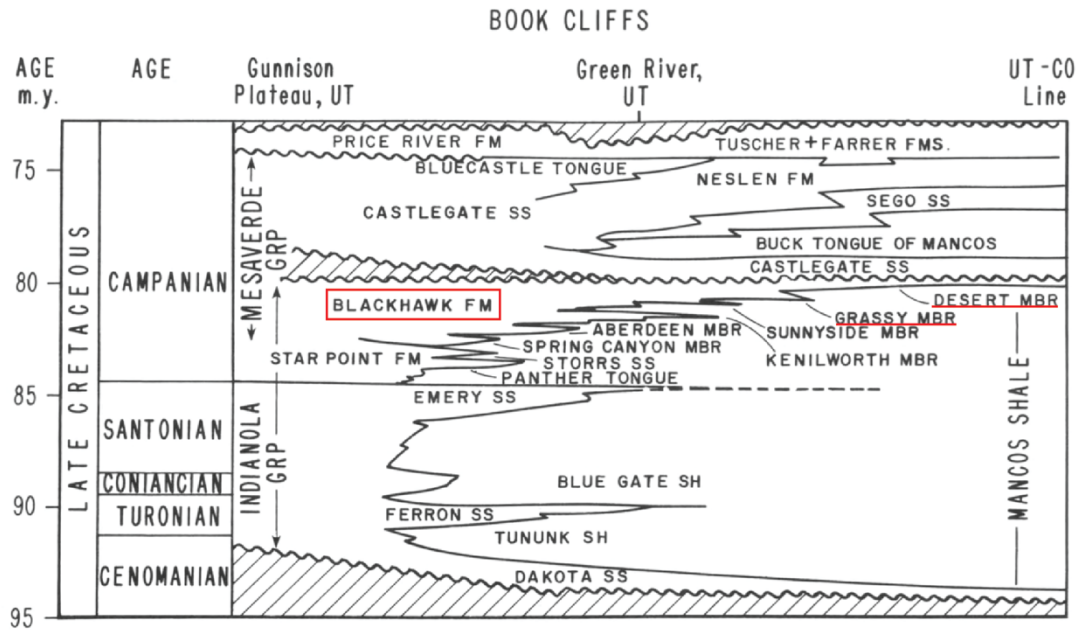 BOOK CLIFFS
AGE
m.y.
AGE
Gunnison
Plateau, UT
Green River,
UT
UT-CO
Line
75
80
85
90
95
LATE CRETACEOUS
CAMPANIAN
SANTONIAN
CONIANCIAN
TURONIAN
CENOMANIAN
MESAVERDE
GRP
INDIANOLA
GRP
PRICE RIVER FM
TUSCHER + FARRER FMS.
BLUECASTLE TONGUE
NESLEN FM
SEGO SS
CASTLEGATE SS
BUCK TONGUE OF MANCOS
CASTLEGATE SS
BLACKHAWK FM
DESERT MBR
GRASSY MBR
SUNNYSIDE MBR
ABERDEEN MBR
SPRING CANYON MBR
KENILWORTH MBR
STAR POINT FM
STORRS SS
PANTHER TONGUE
EMERY SS
BLUE GATE SH
FERRON SS
TUNUNK SH
DAKOTA SS
MANCOS SHALE